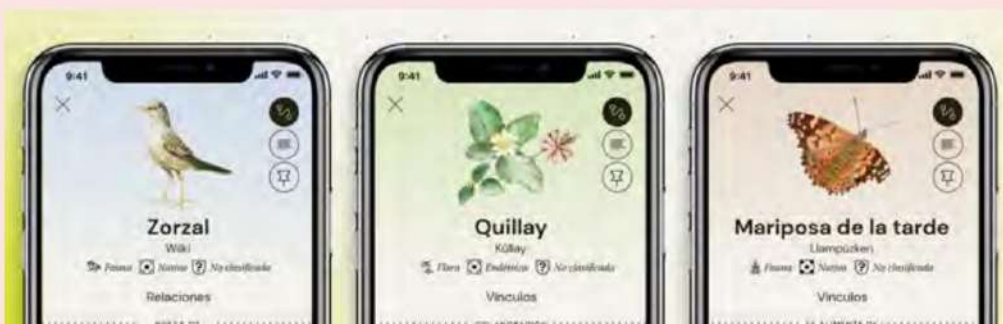 9:41
Zorzal
Wilki
Fauna Nativo No clasificada
Relaciones
9:41
Quillay
Küllay
Flora Endémico No clasificada
Vínculos
9:41
Mariposa de la tarde
Llampüzken
Fauna Nativo No clasificada
Vínculos